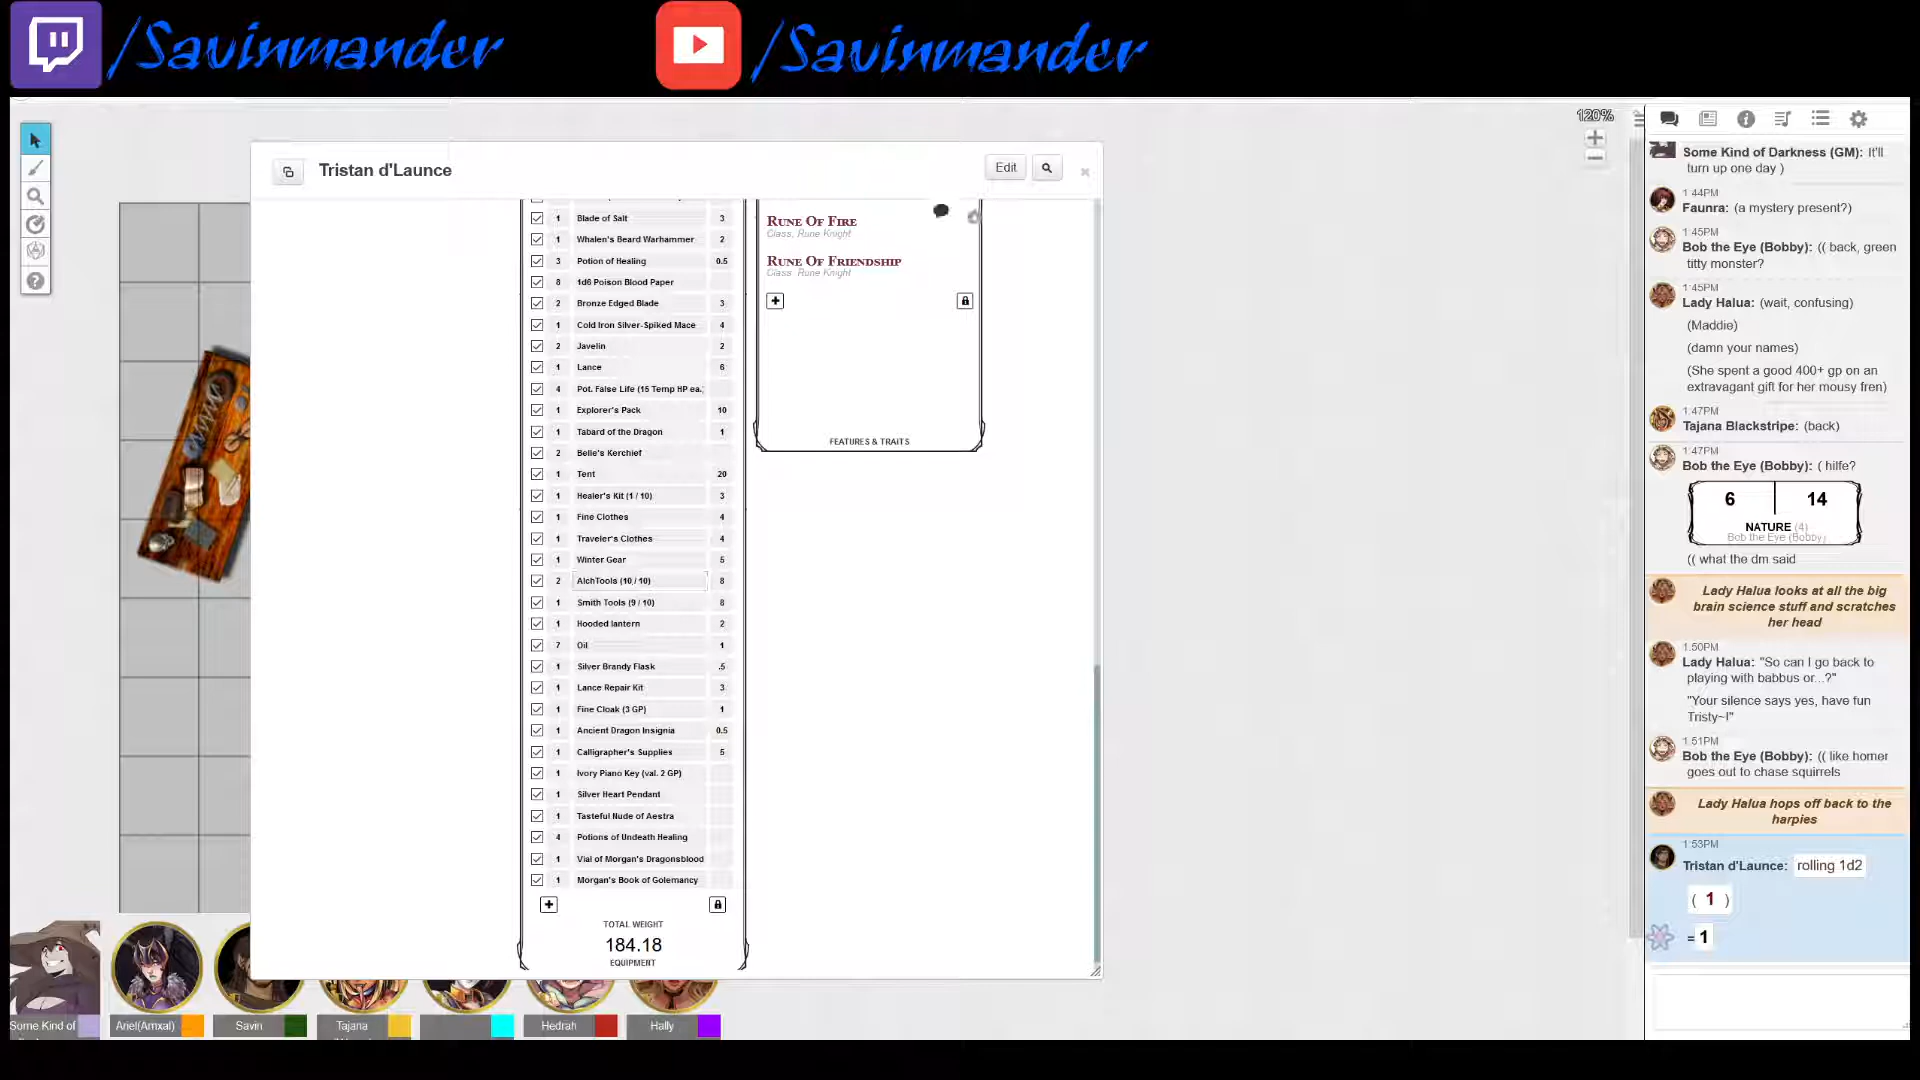 /Savinmander
/Savinmander
120%
Tristan d'Launce
Edit
1 Blade of Salt 3
1 Whalen's Beard Warhammer 2
3 Potion of Healing 0.5
8 1d6 Poison Blood Paper
2 Bronze Edged Blade 3
1 Cold Iron Silver-Spiked Mace 4
2 Javelin 2
1 Lance 6
4 Pot. False Life (15 Temp HP ea.)
1 Explorer's Pack 10
1 Tabard of the Dragon 1
2 Belle's Kerchief
1 Tent 20
1 Healer's Kit (1 / 10) 3
1 Fine Clothes 4
1 Traveler's Clothes 4
1 Winter Gear 5
2 AlchTools (10 / 10) 8
1 Smith Tools (9 / 10) 8
1 Hooded lantern 2
7 Oil 1
1 Silver Brandy Flask .5
1 Lance Repair Kit 3
1 Fine Cloak (3 GP) 1
1 Ancient Dragon Insignia 0.5
1 Calligrapher's Supplies 5
1 Ivory Piano Key (val. 2 GP)
1 Silver Heart Pendant
1 Tasteful Nude of Aestra
4 Potions of Undeath Healing
1 Vial of Morgan's Dragonsblood
1 Morgan's Book of Golemancy
TOTAL WEIGHT
184.18
EQUIPMENT
RUNE OF FIRE
Class: Rune Knight
RUNE OF FRIENDSHIP
Class: Rune Knight
FEATURES & TRAITS
Some Kind of Darkness (GM): It'll
turn up one day )
1:44PM
Faunra: (a mystery present?)
1:45PM
Bob the Eye (Bobby): (( back, green
titty monster?
1:45PM
Lady Halua: (wait, confusing)
(Maddie)
(damn your names)
(She spent a good 400+ gp on an
extravagant gift for her mousy fren)
1:47PM
Tajana Blackstripe: (back)
1:47PM
Bob the Eye (Bobby): ( hilfe?
6 14
NATURE (4)
Bob the Eye (Bobby)
(( what the dm said
Lady Halua looks at all the big
brain science stuff and scratches
her head
1:50PM
Lady Halua: "So can I go back to
playing with babbus or...?"
"Your silence says yes, have fun
Tristy~!"
1:51PM
Bob the Eye (Bobby): (( like homer
goes out to chase squirrels
Lady Halua hops off back to the
harpies
1:53PM
Tristan d'Launce: rolling 1d2
( 1 )
=1
Some Kind of
Ariel(Amxal)
Savin
Tajana
Hedrah
Hally